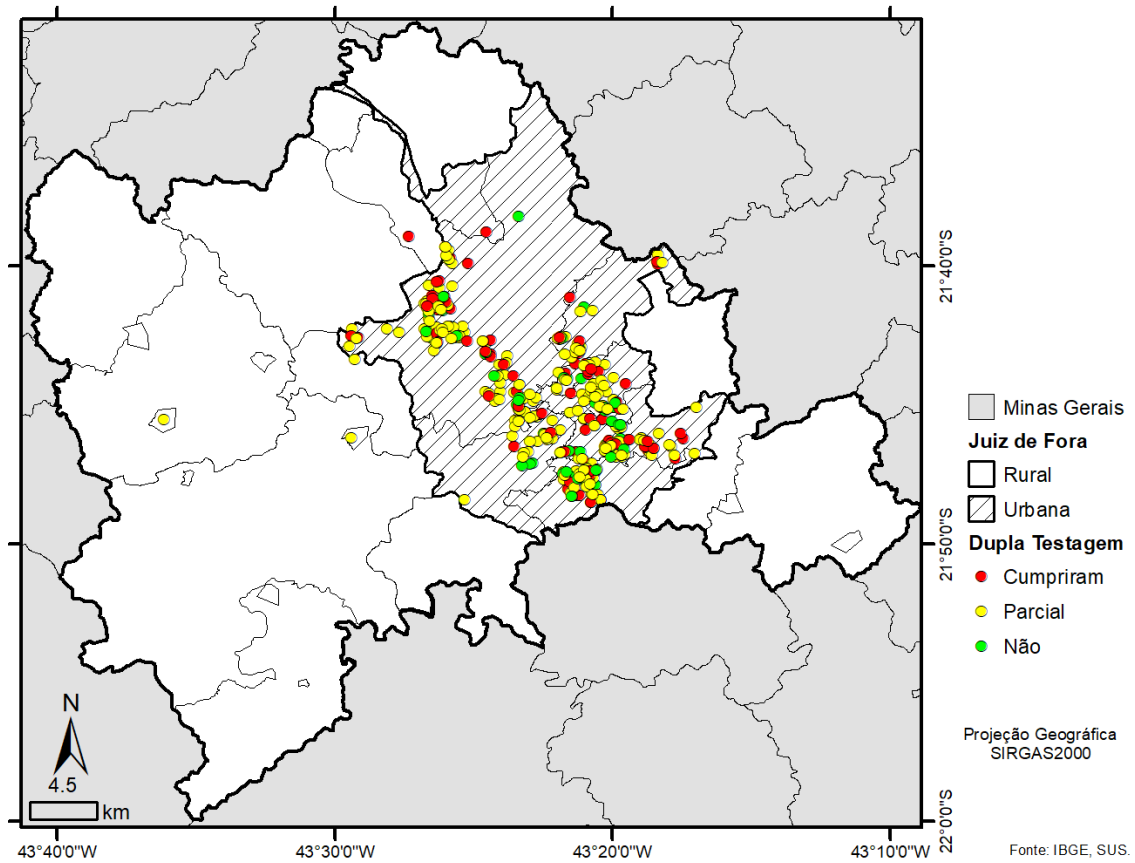 21°40'0"S
21°50'0"S
22°0'0"S
Minas Gerais
Juiz de Fora
Rural
Urbana
Dupla Testagem
Cumpriram
Parcial
Não
Projeção Geográfica
SIRGAS2000
N
4.5
km
43°40'0"W
43°30'0"W
43°20'0"W
43°10'0"W
Fonte: IBGE, SUS.